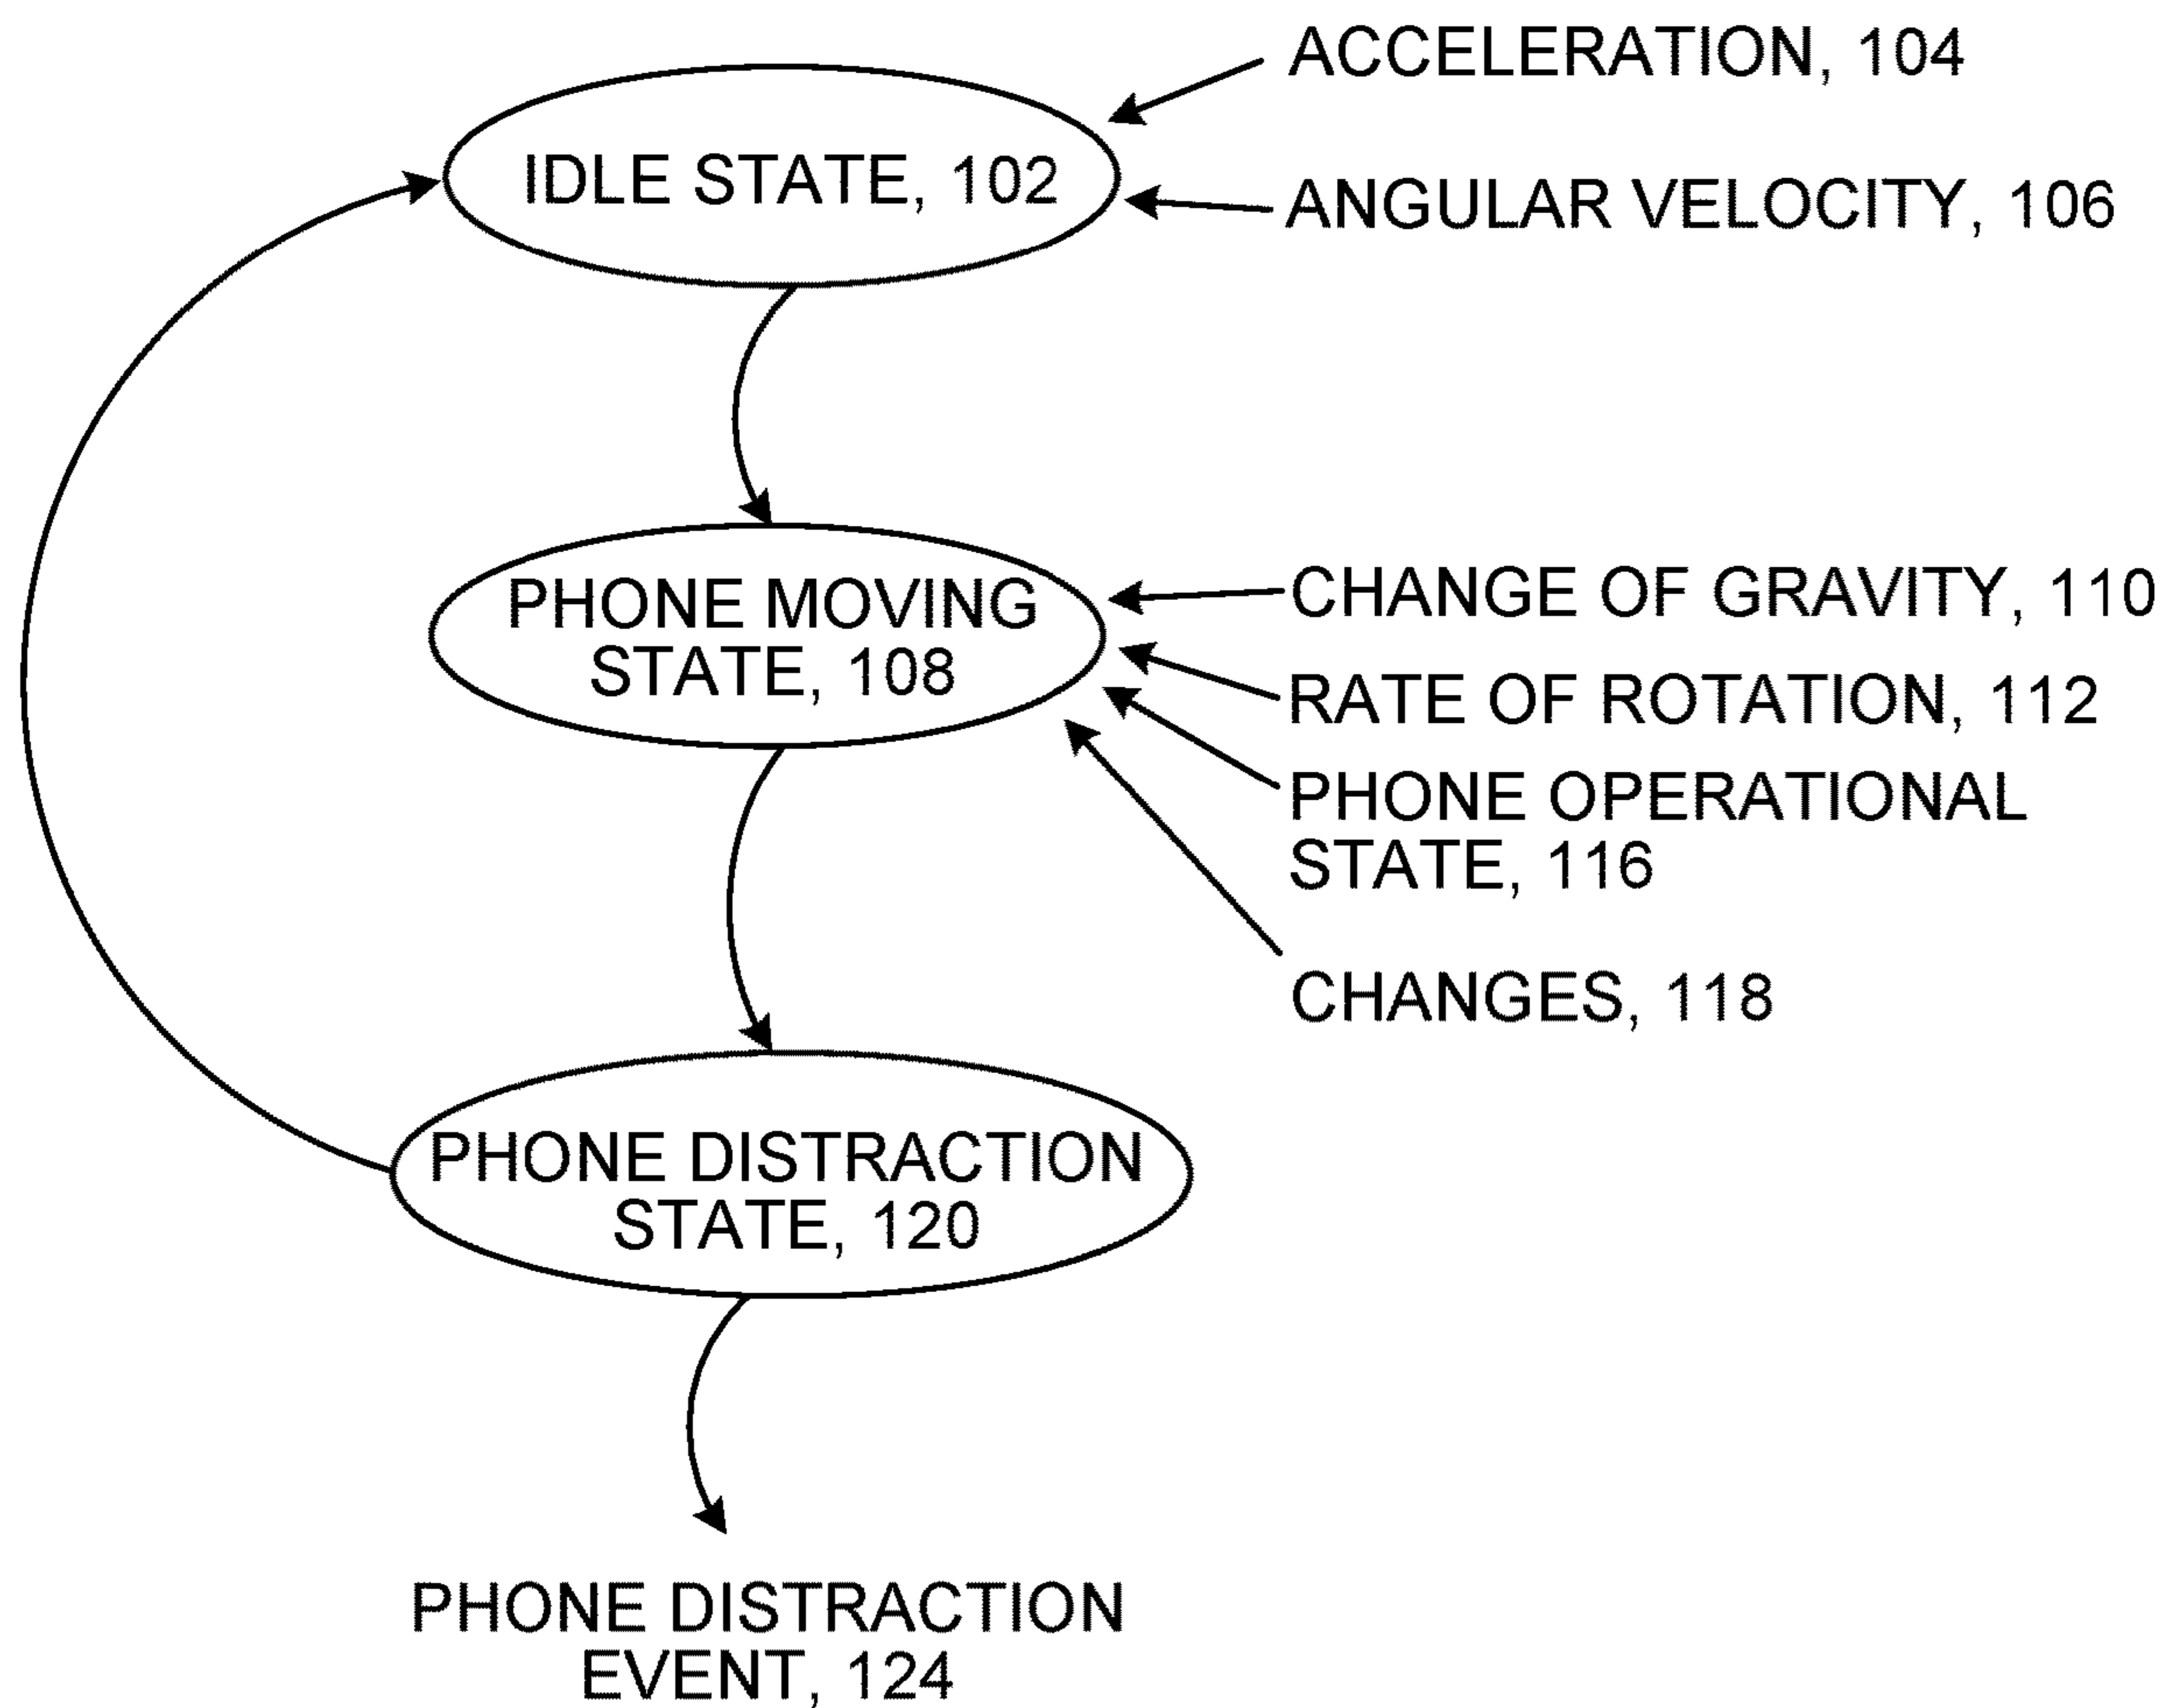 ACCELERATION, 104
IDLE STATE, 102
ANGULAR VELOCITY, 106
PHONE MOVING
STATE, 108
CHANGE OF GRAVITY, 110
RATE OF ROTATION, 112
PHONE OPERATIONAL
STATE, 116
CHANGES, 118
PHONE DISTRACTION
STATE, 120
PHONE DISTRACTION
EVENT, 124